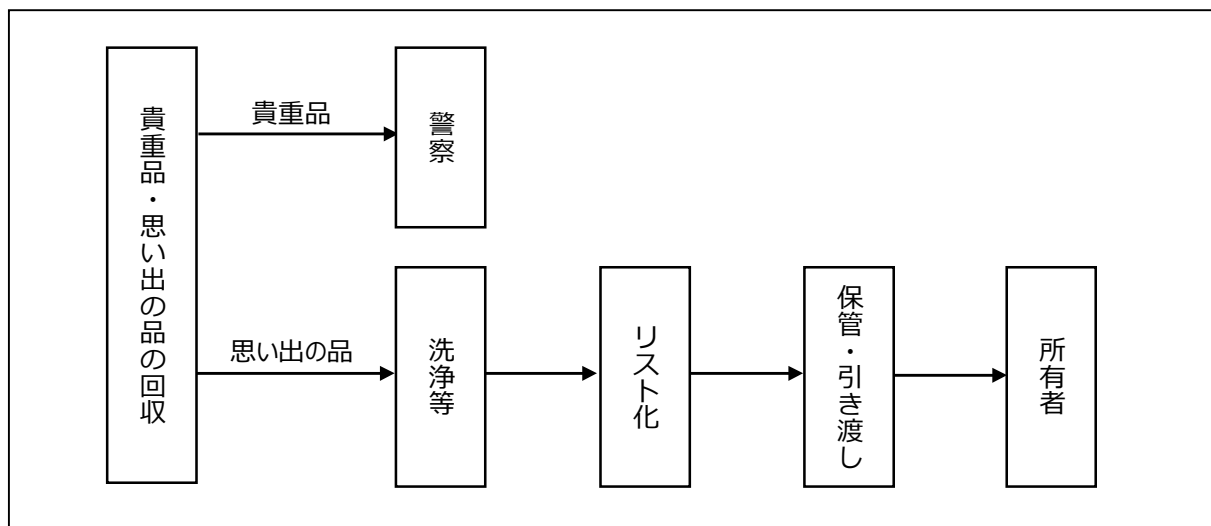 貴重品・思い出の品の回収
貴重品
警察
思い出の品
洗浄等
リスト化
保管・引き渡し
所有者